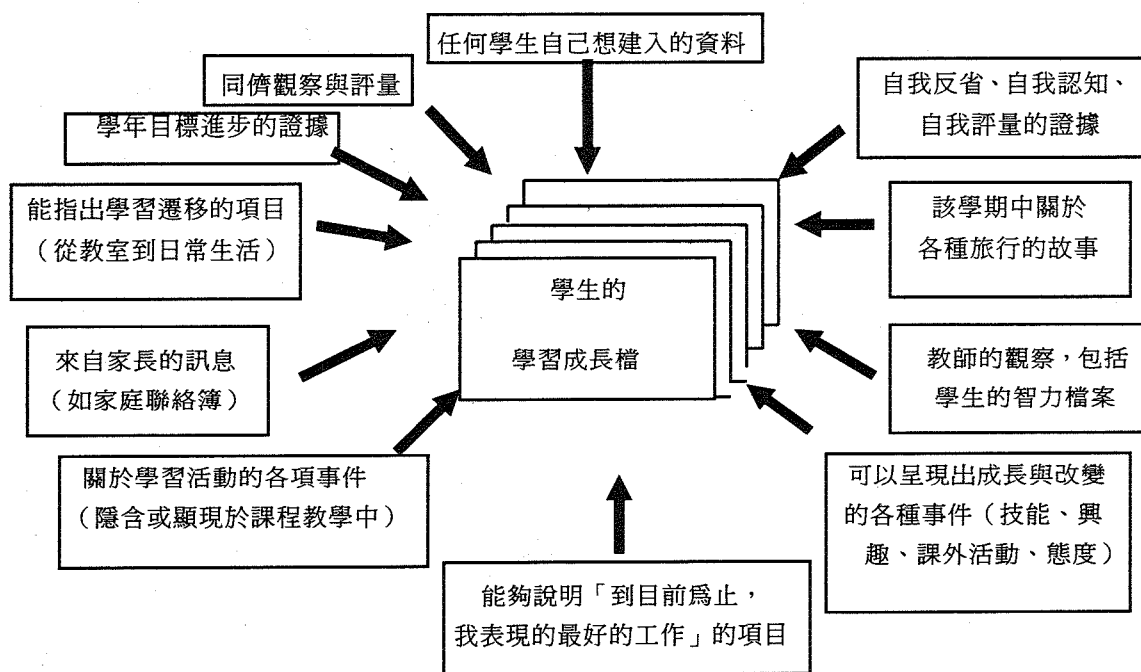 任何學生自己想建入的資料
同儕觀察與評量
學年目標進步的證據
能指出學習遷移的項目
（從教室到日常生活）
來自家長的訊息
（如家庭聯絡簿）
關於學習活動的各項事件
（隱含或顯現於課程教學中）
學生的
學習成長檔
自我反省、自我認知、
自我評量的證據
該學期中關於
各種旅行的故事
教師的觀察，包括
學生的智力檔案
可以呈現出成長與改變
的各種事件（技能、興
趣、課外活動、態度）
能夠說明「到目前爲止，
我表現的最好的工作」的項目